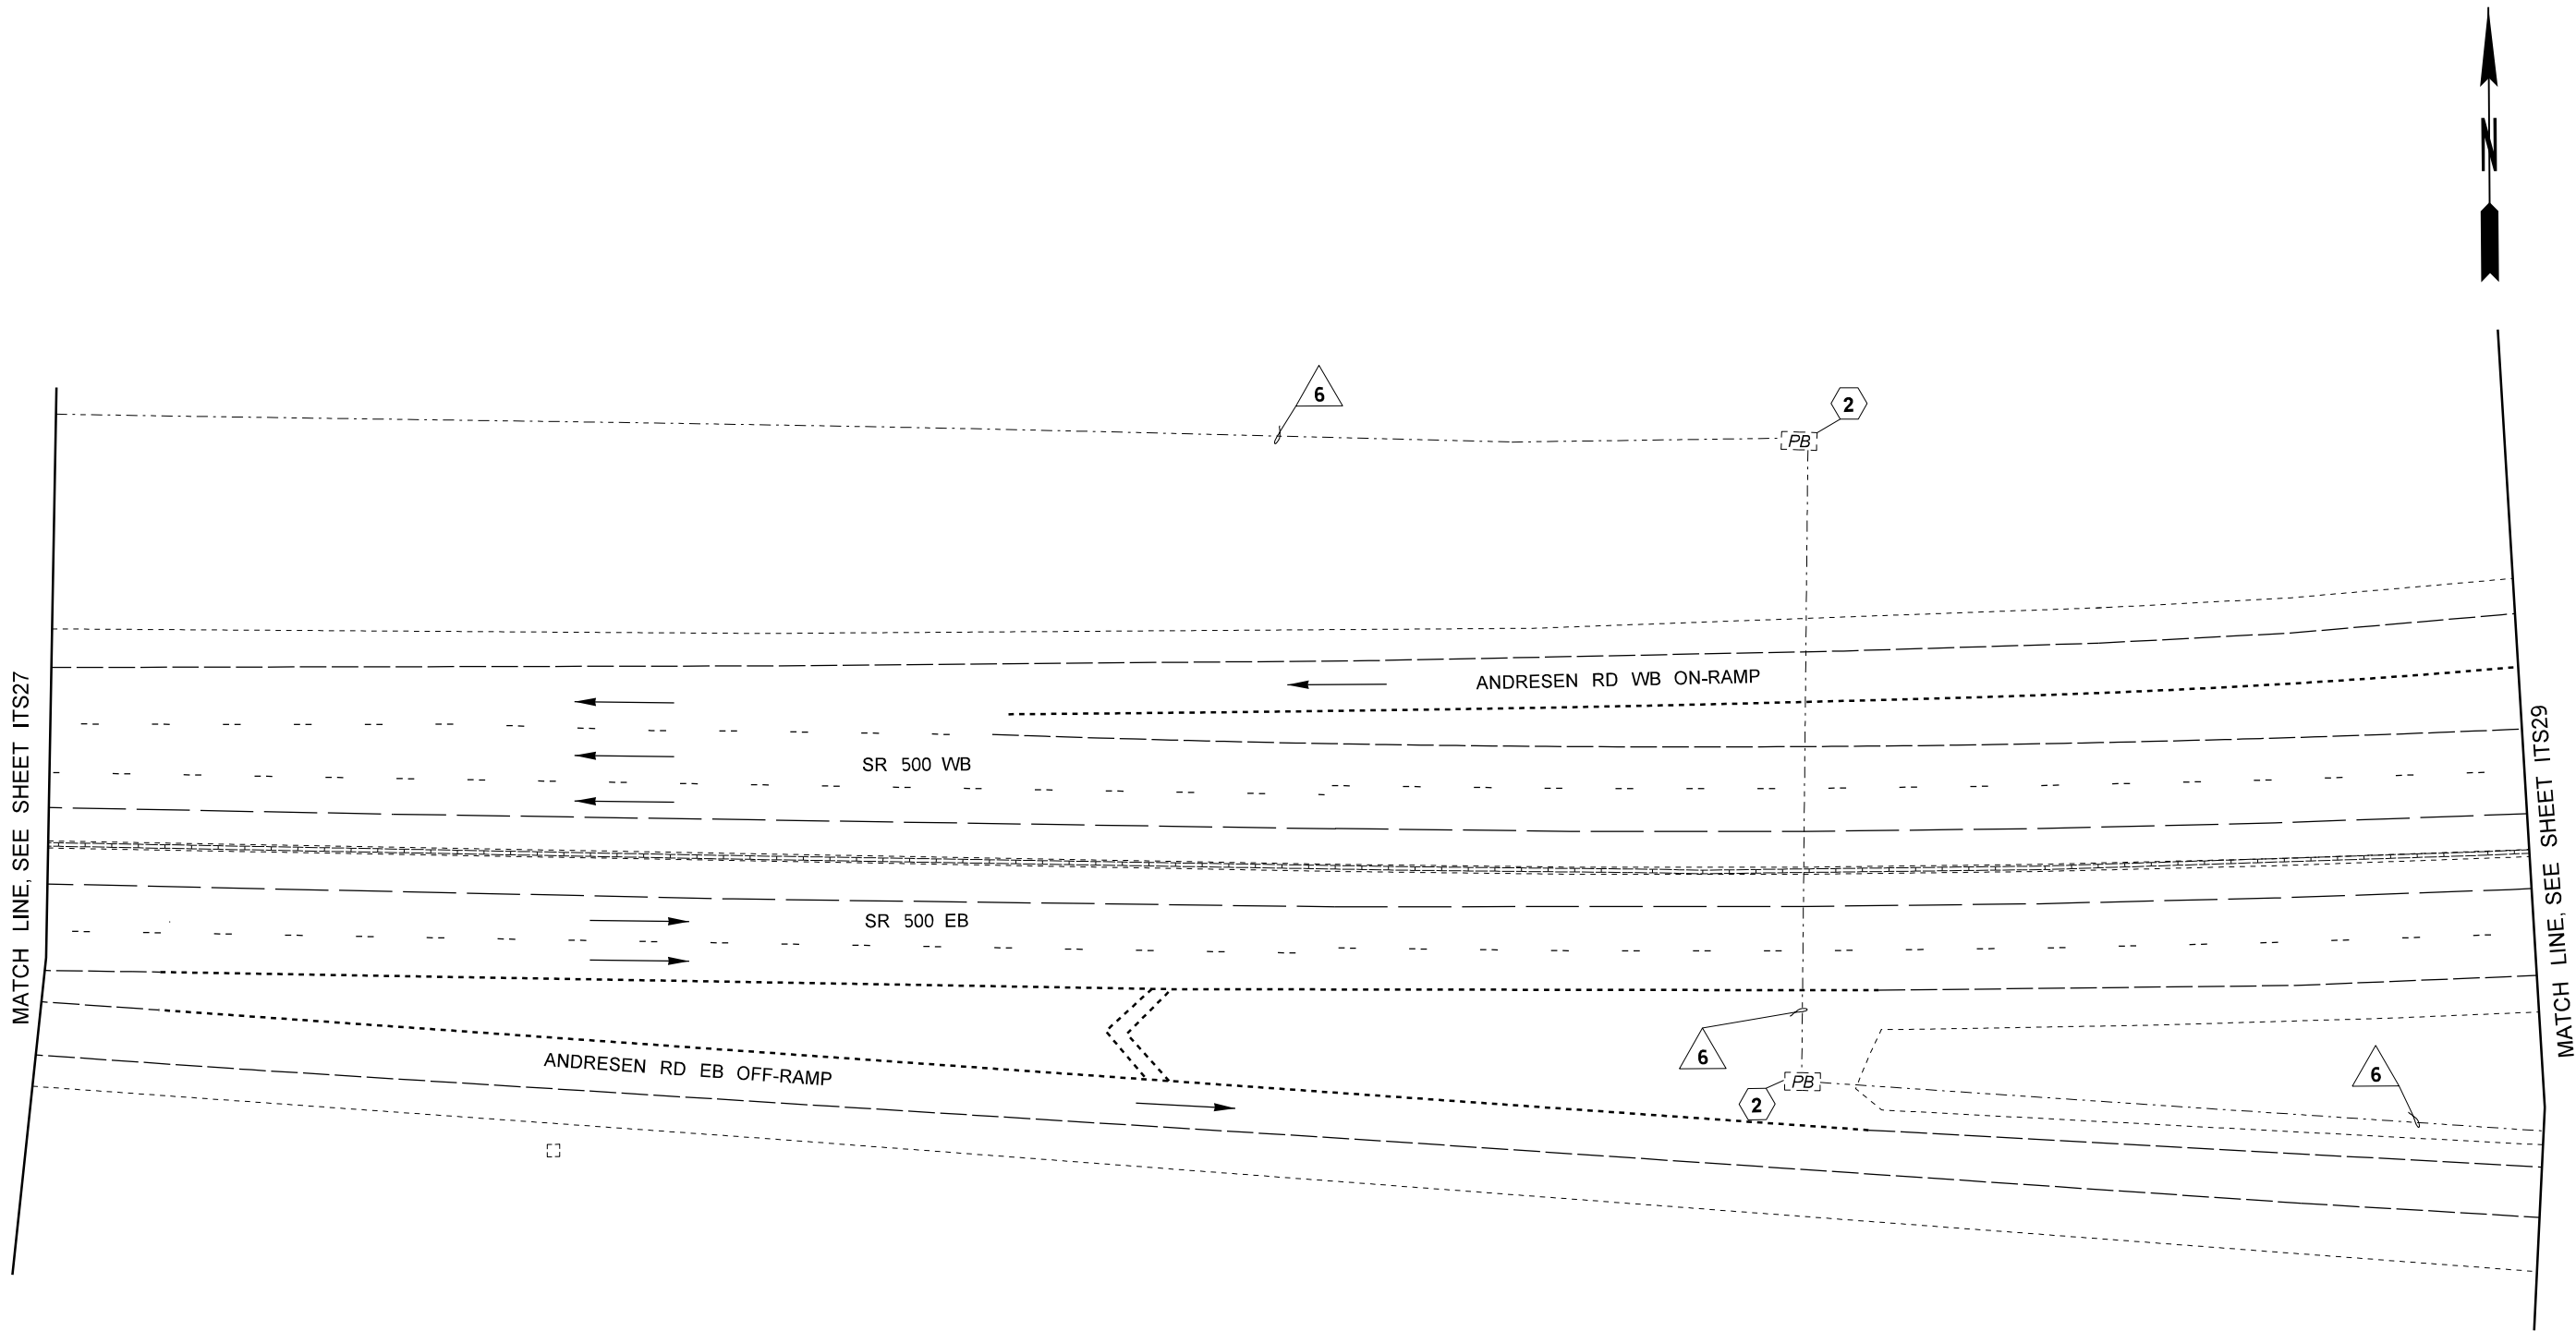 N
6
2
PB
MATCH LINE, SEE SHEET ITS27
ANDRESEN RD WB ON-RAMP
SR 500 WB
MATCH LINE, SEE SHEET ITS29
SR 500 EB
6
ANDRESEN RD EB OFF-RAMP
PB
2
6